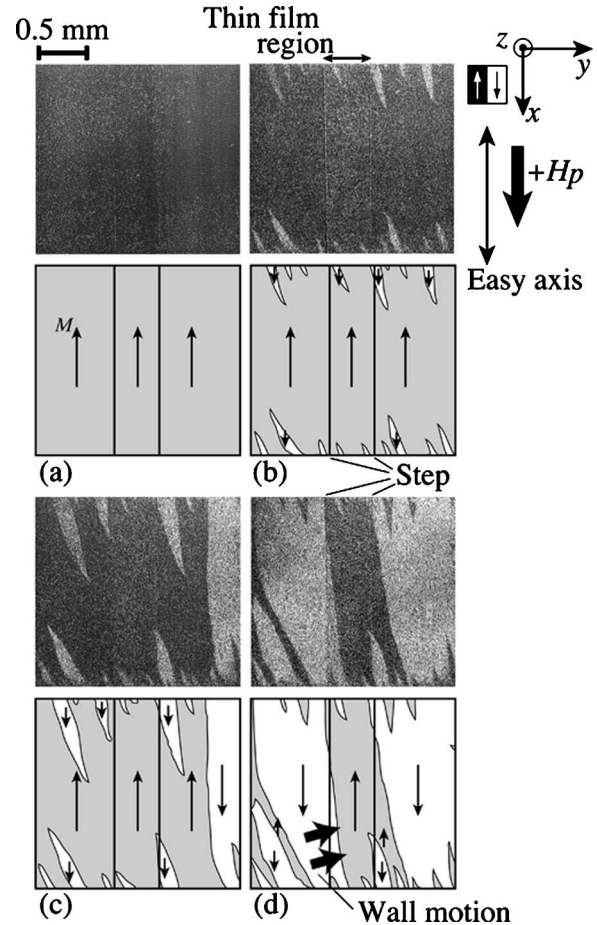 0.5 mm
Thin film
region
z
y
x
+Hp
Easy axis
M
(a)
(b)
Step
(c)
(d)
Wall motion